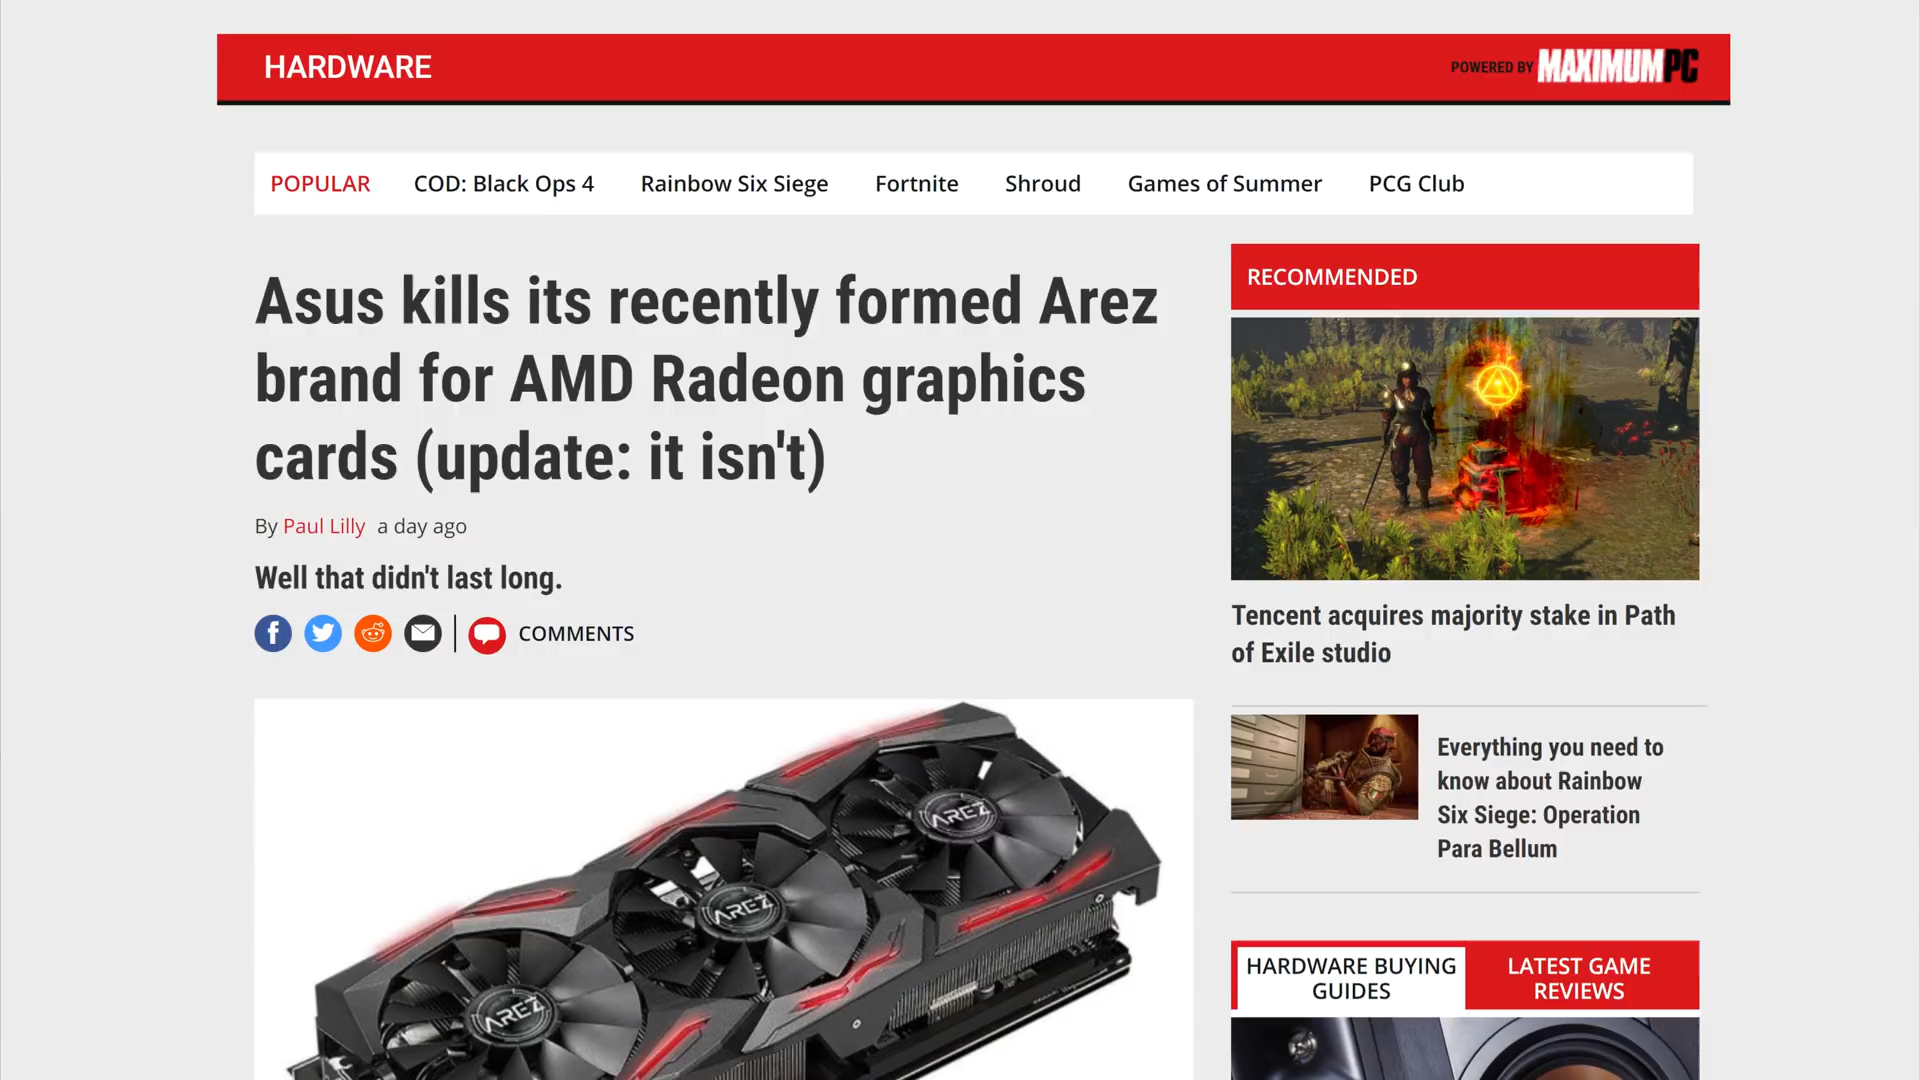 HARDWARE
POWERED BY MAXIMUMPC
POPULAR COD: Black Ops 4 Rainbow Six Siege Fortnite Shroud Games of Summer PCG Club
Asus kills its recently formed Arez
brand for AMD Radeon graphics
cards (update: it isn't)
By Paul Lilly a day ago
Well that didn't last long.
COMMENTS
AREZ
AREZ
AREZ
RECOMMENDED
Tencent acquires majority stake in Path
of Exile studio
Everything you need to
know about Rainbow
Six Siege: Operation
Para Bellum
HARDWARE BUYING
GUIDES
LATEST GAME
REVIEWS